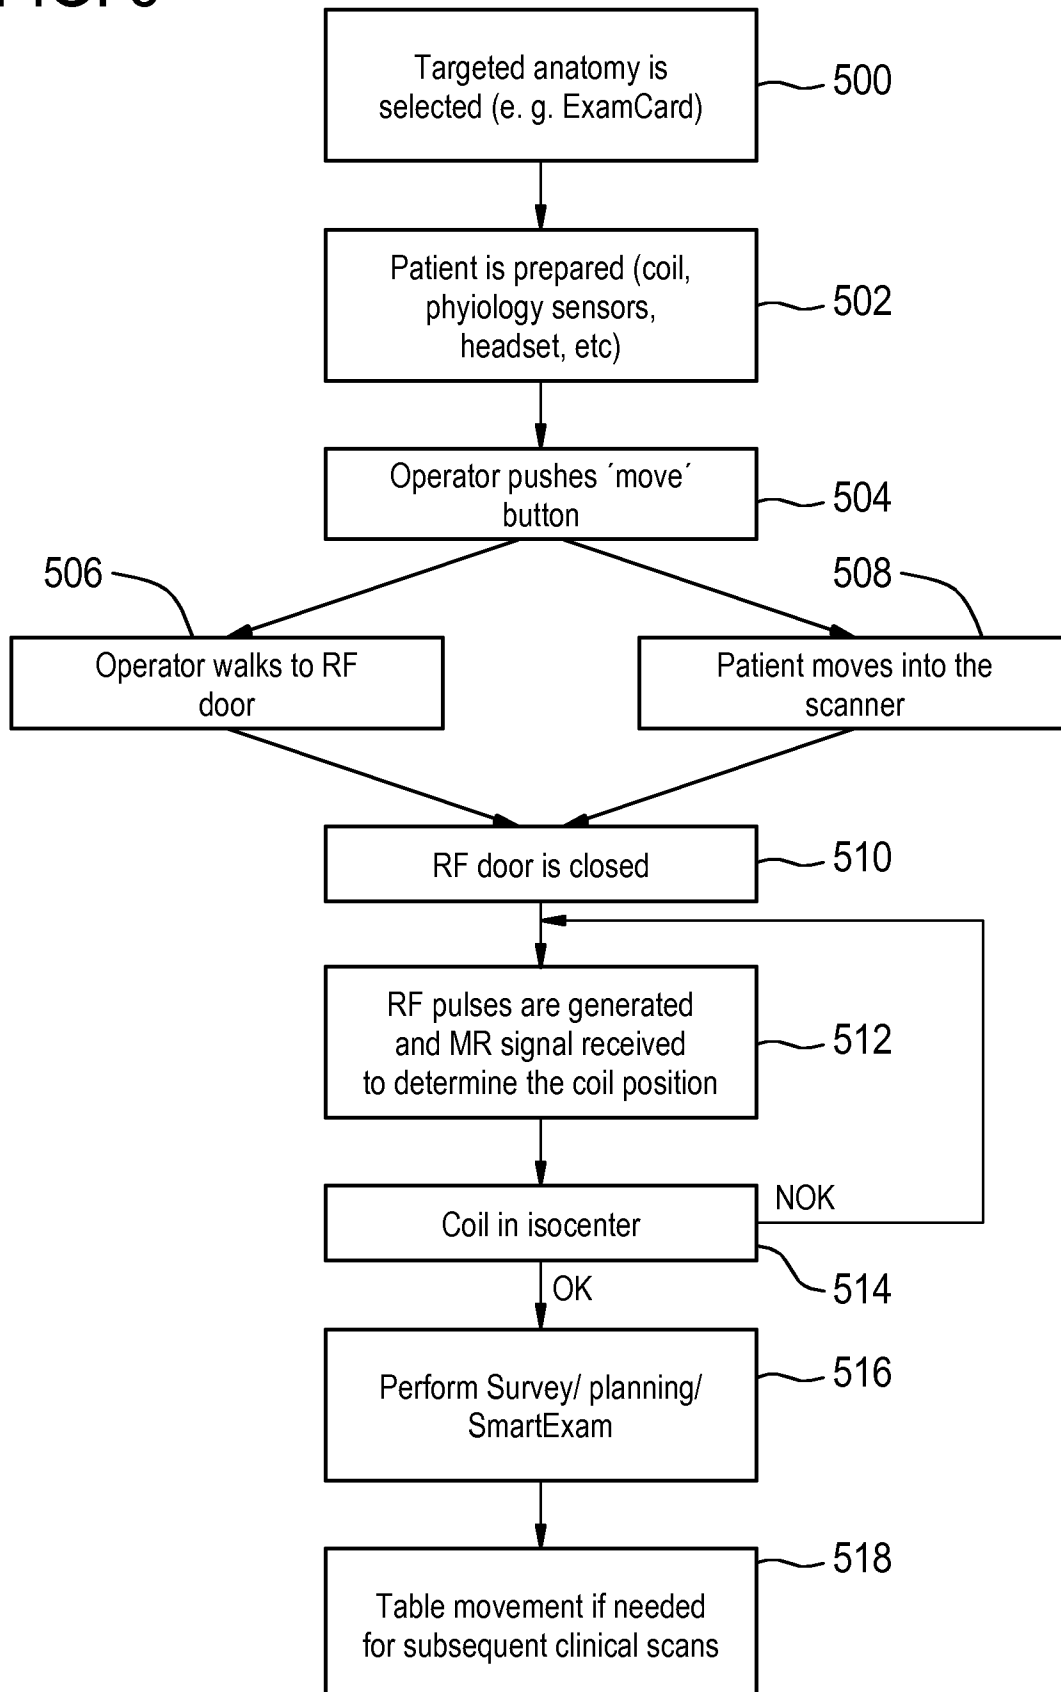 Targeted anatomy is
selected (e. g. ExamCard)
500
Patient is prepared (coil,
phyiology sensors,
headset, etc)
502
Operator pushes ´move´
button
504
506
508
Operator walks to RF
door
Patient moves into the
scanner
RF door is closed
510
RF pulses are generated
and MR signal received
to determine the coil position
512
NOK
Coil in isocenter
514
OK
Perform Survey/ planning/
SmartExam
516
518
Table movement if needed
for subsequent clinical scans